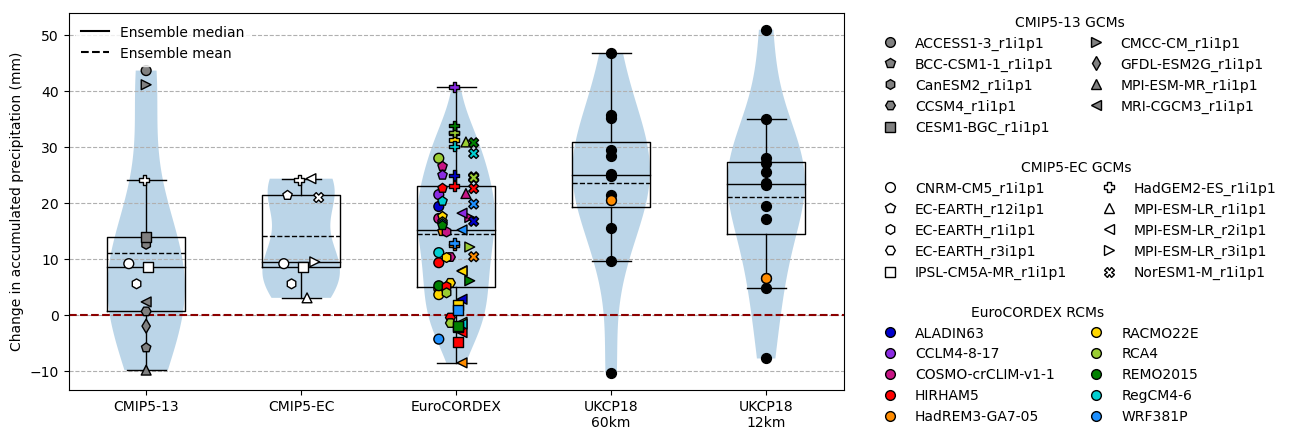 Change in accumulated precipitation (mm)
50
40
30
20
10
0
−10
Ensemble median
Ensemble mean
CMIP5-13
CMIP5-EC
EuroCORDEX
UKCP18
60km
UKCP18
12km
CMIP5-13 GCMs
ACCESS1-3_r1i1p1
BCC-CSM1-1_r1i1p1
CanESM2_r1i1p1
CCSM4_r1i1p1
CESM1-BGC_r1i1p1
CMCC-CM_r1i1p1
GFDL-ESM2G_r1i1p1
MPI-ESM-MR_r1i1p1
MRI-CGCM3_r1i1p1
CMIP5-EC GCMs
CNRM-CM5_r1i1p1
EC-EARTH_r12i1p1
EC-EARTH_r1i1p1
EC-EARTH_r3i1p1
IPSL-CM5A-MR_r1i1p1
HadGEM2-ES_r1i1p1
MPI-ESM-LR_r1i1p1
MPI-ESM-LR_r2i1p1
MPI-ESM-LR_r3i1p1
NorESM1-M_r1i1p1
EuroCORDEX RCMs
ALADIN63
CCLM4-8-17
COSMO-crCLIM-v1-1
HIRHAM5
HadREM3-GA7-05
RACMO22E
RCA4
REMO2015
RegCM4-6
WRF381P